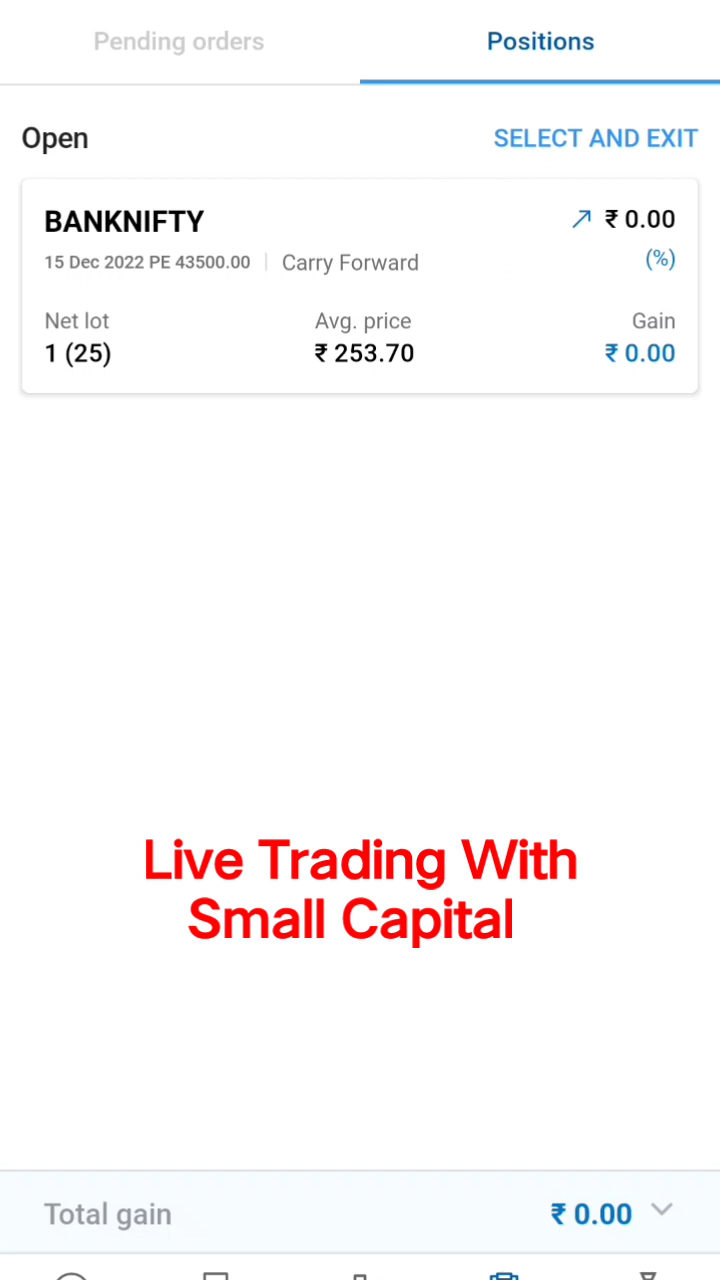 Pending orders Positions
Open SELECT AND EXIT
BANKNIFTY ₹ 0.00
15 Dec 2022 PE 43500.00 Carry Forward (%)
Net lot Avg. price Gain
1 (25) ₹ 253.70 ₹ 0.00
Live Trading With
Small Capital
Total gain ₹ 0.00